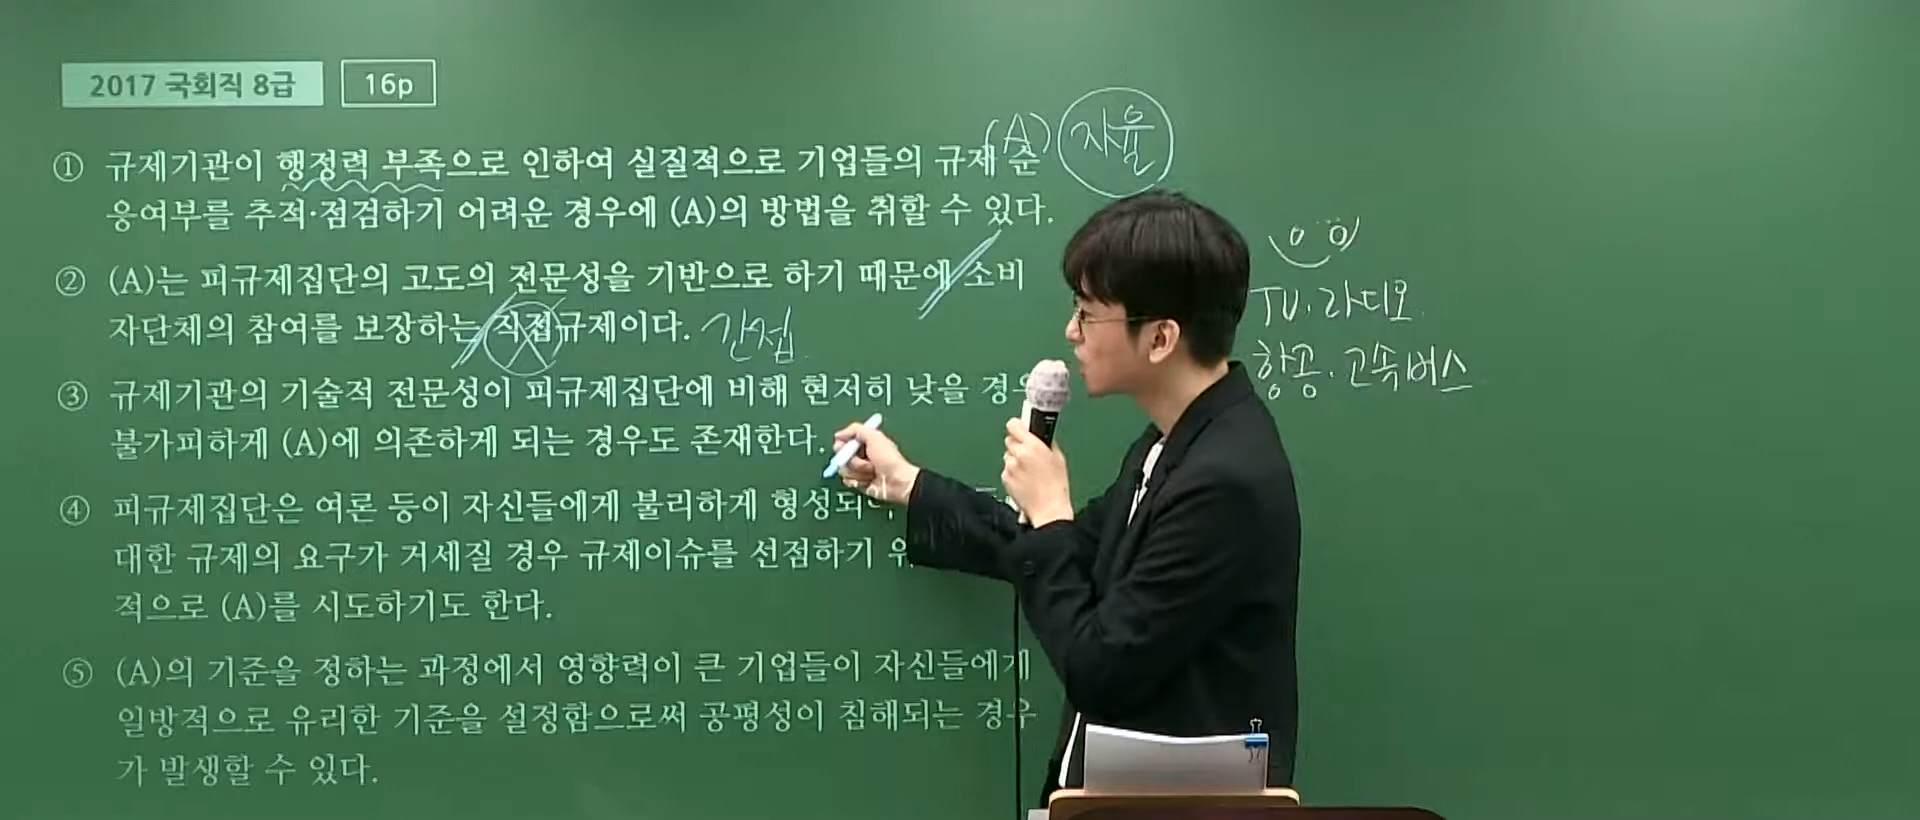 2017 국회직 8급
16p
(A) 자율
① 규제기관이 행정력 부족으로 인하여 실질적으로 기업들의 규제 순
응여부를 추적·점검하기 어려운 경우에 (A)의 방법을 취할 수 있다.
② (A)는 피규제집단의 고도의 전문성을 기반으로 하기 때문에 소비
자단체의 참여를 보장하는 직접규제이다. 간접
③ 규제기관의 기술적 전문성이 피규제집단에 비해 현저히 낮을 경우
불가피하게 (A)에 의존하게 되는 경우도 존재한다.
④ 피규제집단은 여론 등이 자신들에게 불리하게 형성되
대한 규제의 요구가 거세질 경우 규제이슈를 선점하기
적으로 (A)를 시도하기도 한다.
⑤ (A)의 기준을 정하는 과정에서 영향력이 큰 기업들이 자신들에게
일방적으로 유리한 기준을 설정함으로써 공평성이 침해되는 경우
가 발생할 수 있다.
TV·라디오
항공·고속버스